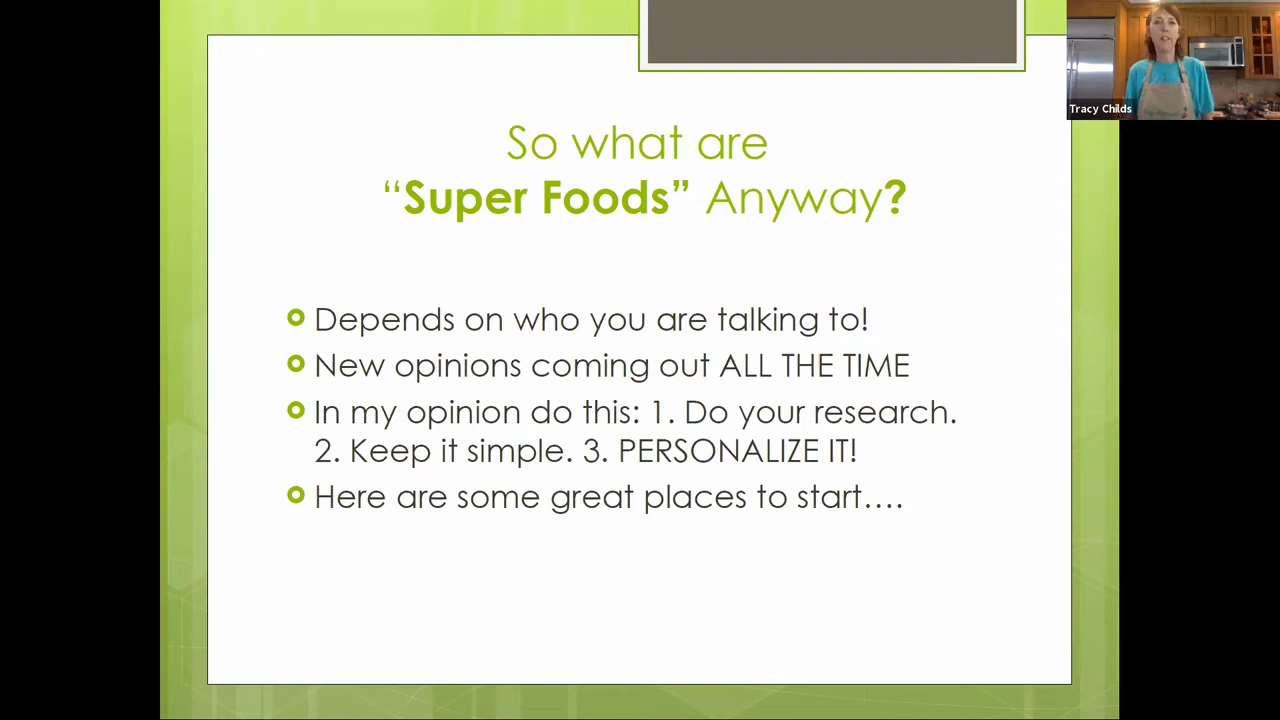 So what are
“Super Foods” Anyway?
Depends on who you are talking to!
New opinions coming out ALL THE TIME
In my opinion do this: 1. Do your research.
2. Keep it simple. 3. PERSONALIZE IT!
Here are some great places to start….
Tracy Childs